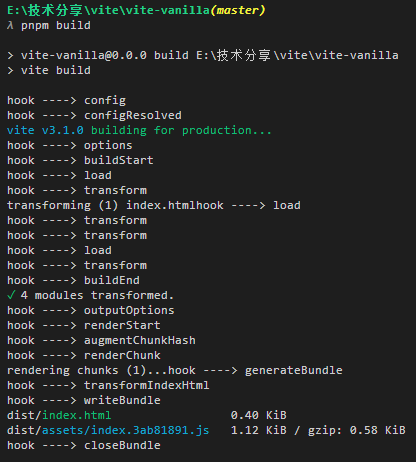 E:\技术分享\vite\vite-vanilla(master)
λ pnpm build
> vite-vanilla@0.0.0 build E:\技术分享\vite\vite-vanilla
> vite build
hook ----> config
hook ----> configResolved
vite v3.1.0 building for production...
hook ----> options
hook ----> buildStart
hook ----> load
hook ----> transform
transforming (1) index.htmlhook ----> load
hook ----> transform
hook ----> transform
hook ----> load
hook ----> transform
hook ----> buildEnd
✓ 4 modules transformed.
hook ----> outputOptions
hook ----> renderStart
hook ----> augmentChunkHash
hook ----> renderChunk
rendering chunks (1)...hook ----> generateBundle
hook ----> transformIndexHtml
hook ----> writeBundle
dist/index.html                  0.40 KiB
dist/assets/index.3ab81891.js   1.12 KiB / gzip: 0.58 KiB
hook ----> closeBundle